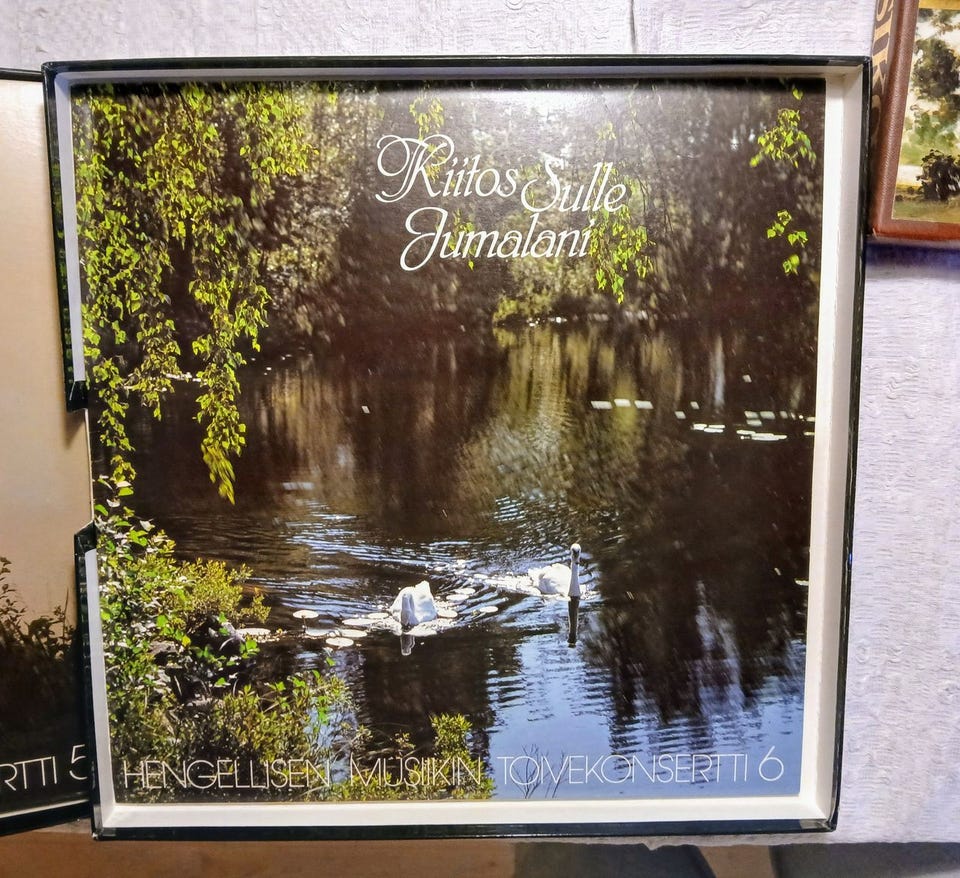 Kiitos Sulle
Jumalani
RTTI 5
HENGELLISEN MUSIIKIN TOIVEKONSERTTI 6